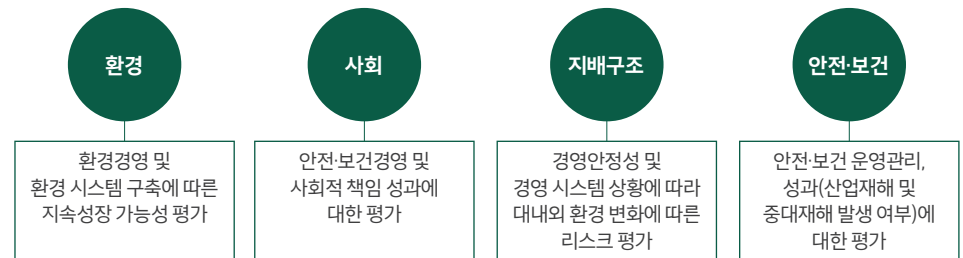 환경
환경경영 및
환경 시스템 구축에 따른
지속성장 가능성 평가
사회
안전·보건경영 및
사회적 책임 성과에
대한 평가
지배구조
경영안정성 및
경영 시스템 상황에 따라
대내외 환경 변화에 따른
리스크 평가
안전·보건
안전·보건 운영관리,
성과(산업재해 및
중대재해 발생 여부)에
대한 평가